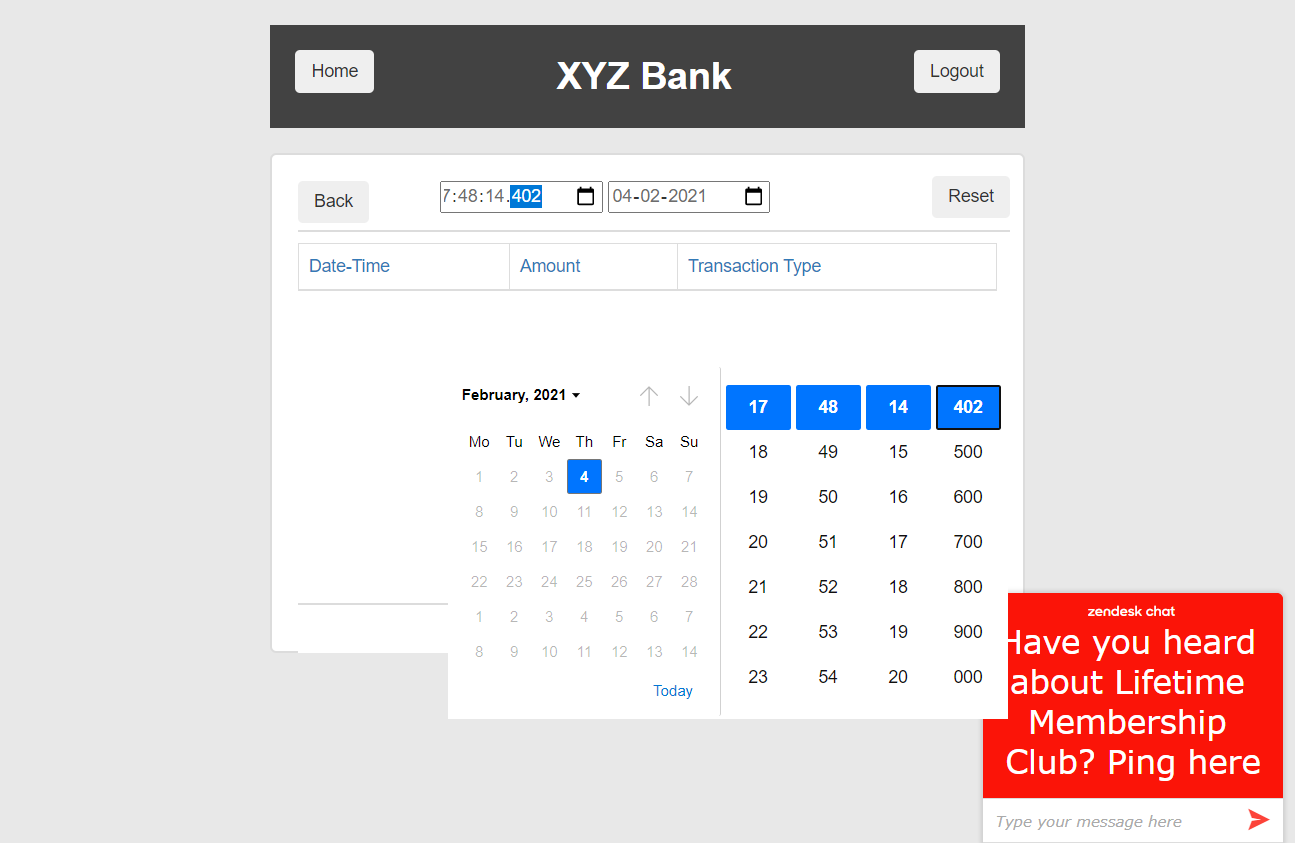 Home XYZ Bank Logout
Back 7:48:14.402 04-02-2021 Reset
Date-Time Amount Transaction Type
February, 2021
Mo Tu We Th Fr Sa Su
1 2 3 4 5 6 7
8 9 10 11 12 13 14
15 16 17 18 19 20 21
22 23 24 25 26 27 28
1 2 3 4 5 6 7
8 9 10 11 12 13 14
Today
17 48 14 402
18 49 15 500
19 50 16 600
20 51 17 700
21 52 18 800
22 53 19 900
23 54 20 000
zendesk chat
Have you heard
about Lifetime
Membership
Club? Ping here
Type your message here